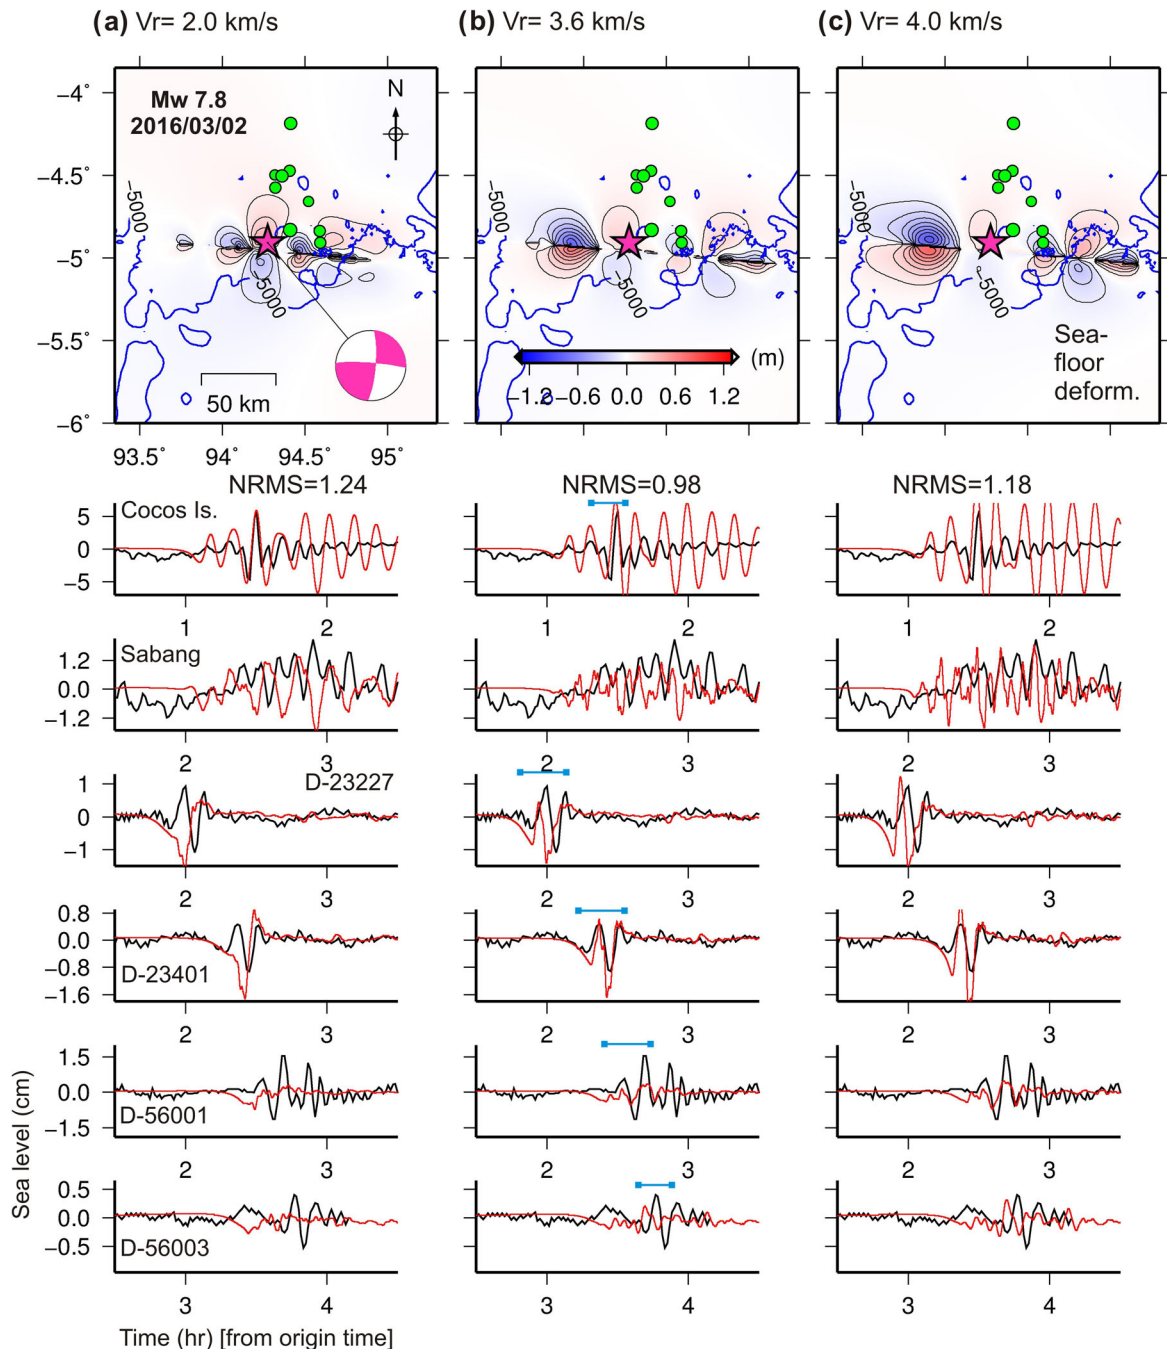 (a) Vr= 2.0 km/s
(b) Vr= 3.6 km/s
(c) Vr= 4.0 km/s
Mw 7.8
2016/03/02
N
−4˚
−4.5˚
−5˚
−5.5˚
−6˚
−5000
−5000
50 km
93.5˚ 94˚ 94.5˚ 95˚
−5000
−5000
(m)
−1.2 −0.6 0.0 0.6 1.2
−5000
−5000
Sea-
floor
deform.
NRMS=1.24
NRMS=0.98
NRMS=1.18
Cocos Is.
5
0
−5
1 2
1 2
1 2
Sabang
1.2
0.0
−1.2
2 3
2 3
2 3
D-23227
1
0
−1
2 3
2 3
2 3
D-23401
0.8
0.0
−0.8
−1.6
2 3
2 3
2 3
D-56001
1.5
0.0
−1.5
2 3
2 3
2 3
D-56003
0.5
0.0
−0.5
3 4
3 4
3 4
Sea level (cm)
Time (hr) [from origin time]